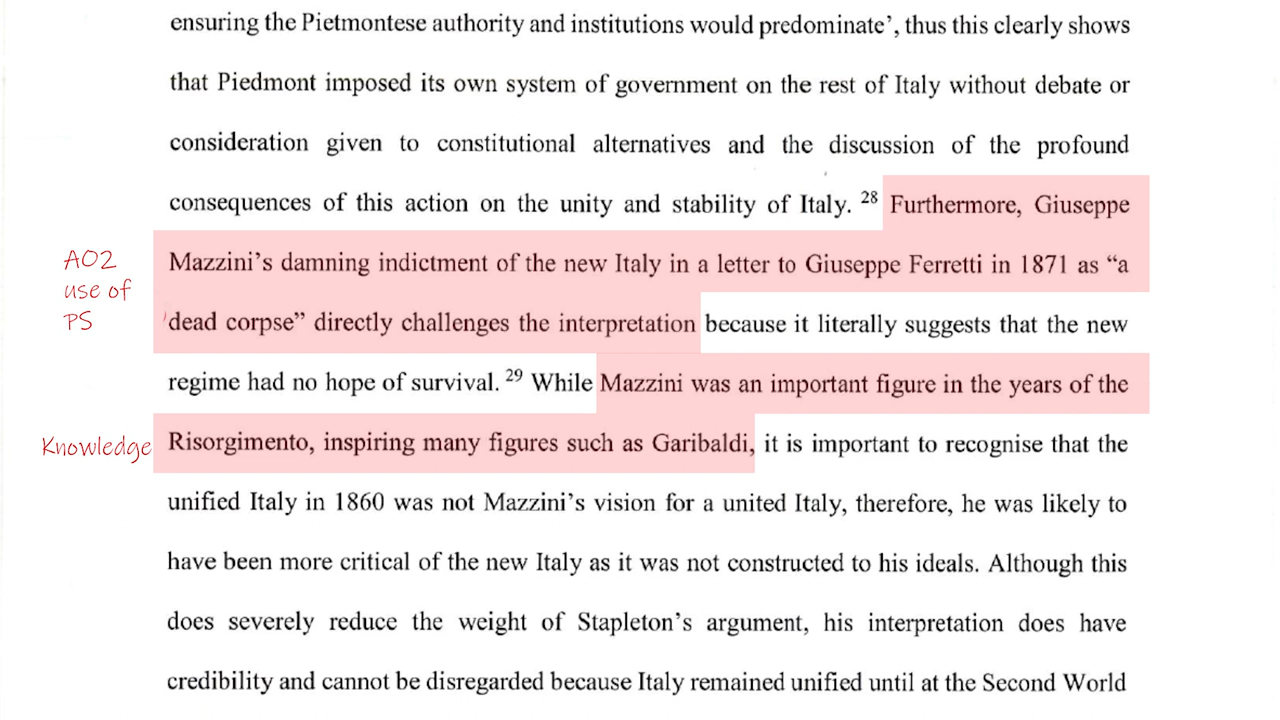 ensuring the Pietmontese authority and institutions would predominate’, thus this clearly shows
that Piedmont imposed its own system of government on the rest of Italy without debate or
consideration given to constitutional alternatives and the discussion of the profound
consequences of this action on the unity and stability of Italy. 28 Furthermore, Giuseppe
AO2
use of
PS
Mazzini’s damning indictment of the new Italy in a letter to Giuseppe Ferretti in 1871 as “a
dead corpse” directly challenges the interpretation because it literally suggests that the new
regime had no hope of survival. 29 While Mazzini was an important figure in the years of the
Knowledge
Risorgimento, inspiring many figures such as Garibaldi, it is important to recognise that the
unified Italy in 1860 was not Mazzini’s vision for a united Italy, therefore, he was likely to
have been more critical of the new Italy as it was not constructed to his ideals. Although this
does severely reduce the weight of Stapleton’s argument, his interpretation does have
credibility and cannot be disregarded because Italy remained unified until at the Second World